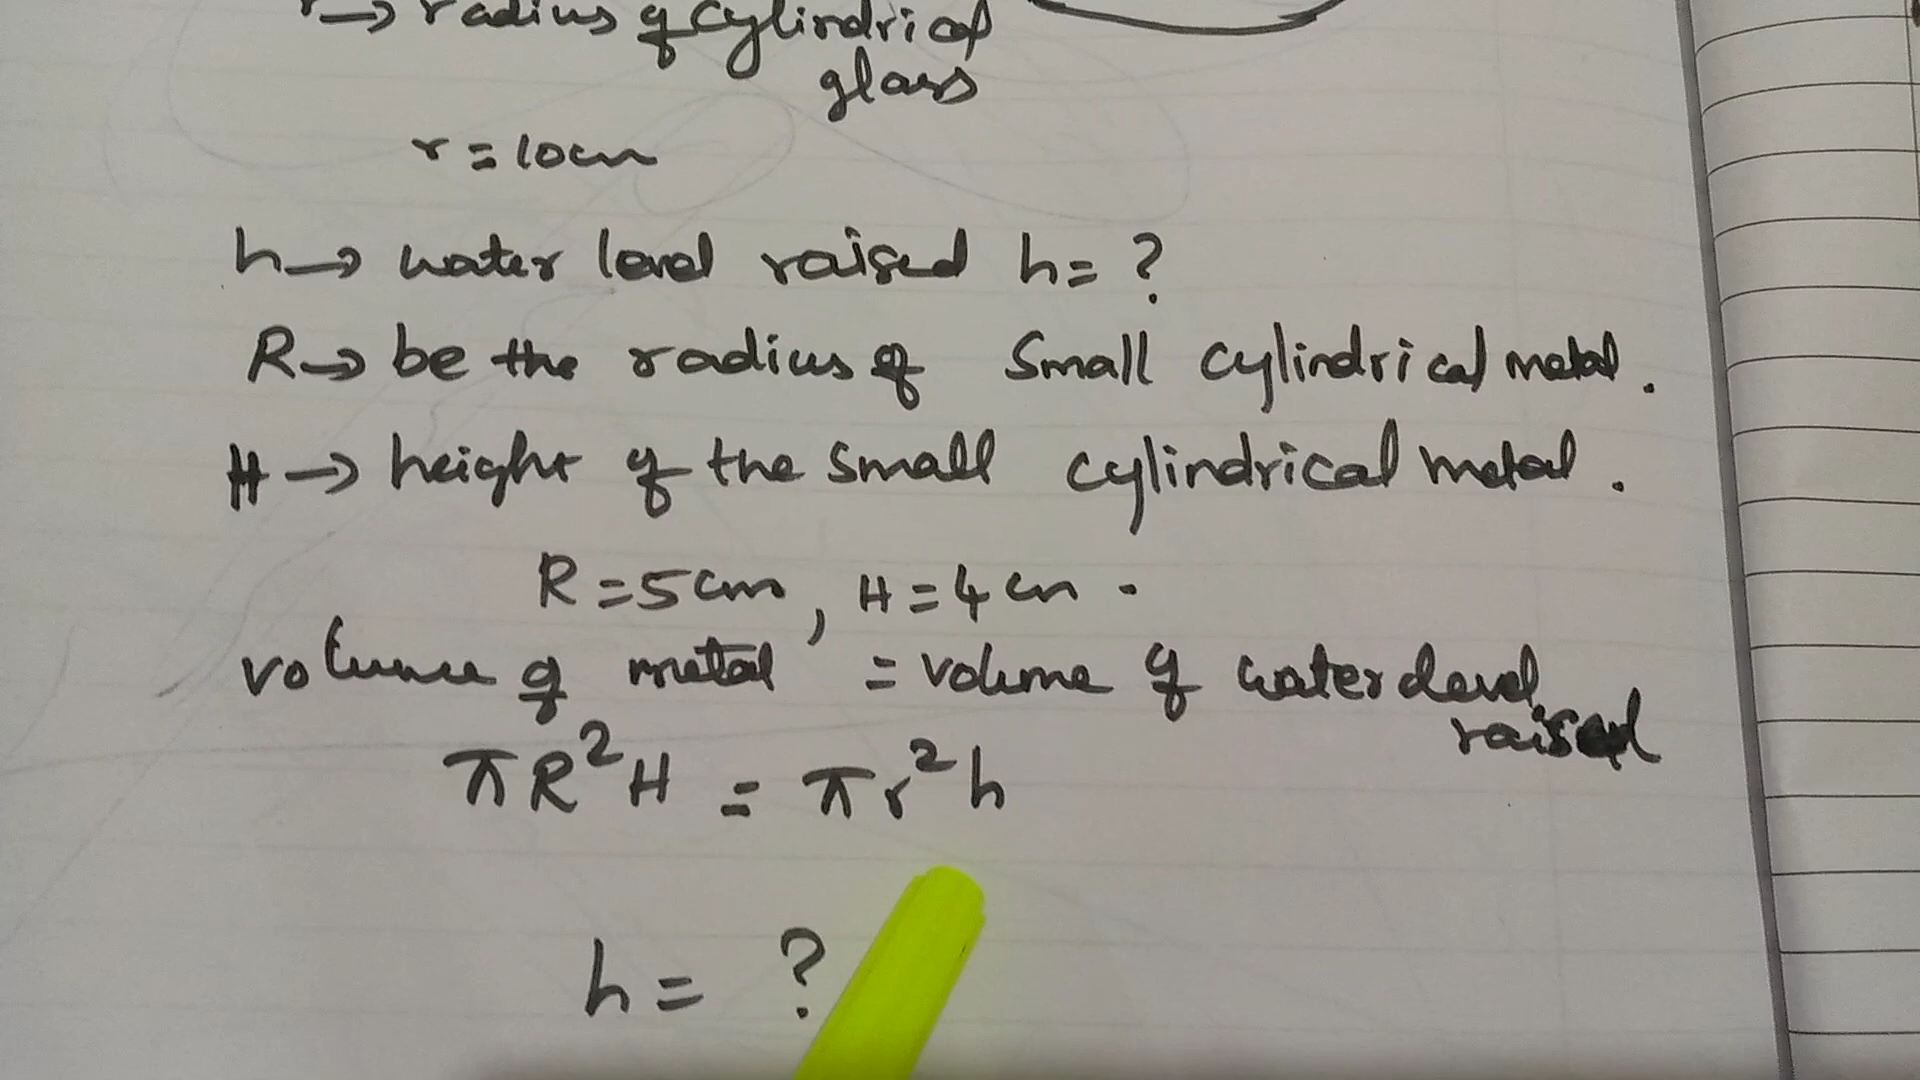 r→ radius of cylindrical
glass
r = 10cm
h→ water level raised h= ?
R→ be the radius of small cylindrical metal.
H → height of the small cylindrical metal.
R = 5cm, H = 4cm.
volume of metal = volume of water level
raised
πR²H = πr²h
h = ?